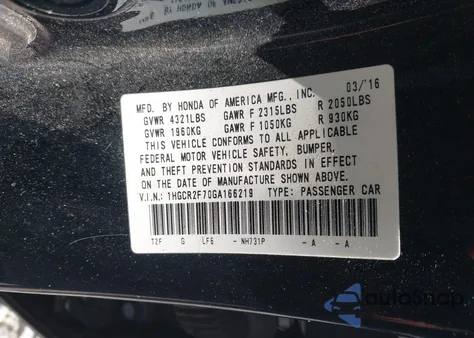 MFD. BY HONDA OF AMERICA MFG., INC. 03/'16
GVWR 4321LBS GAWR F 2315LBS R 2050LBS
GVWR 1960KG GAWR F 1050KG R 930KG
THIS VEHICLE CONFORMS TO ALL APPLICABLE
FEDERAL MOTOR VEHICLE SAFETY, BUMPER,
AND THEFT PREVENTION STANDARDS IN EFFECT
ON THE DATE OF MANUFACTURE SHOWN ABOVE.
V.I.N.: 1HGCR2F70GA166219 TYPE: PASSENGER CAR
T2F G LF6 - NH731P - A - A
autoSnap